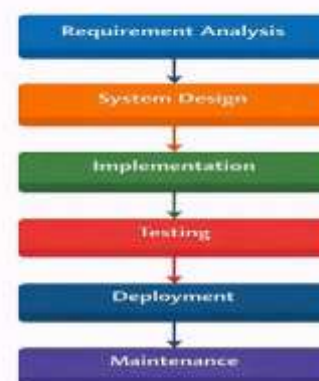 Requirement Analysis
System Design
Implementation
Testing
Deployment
Maintenance